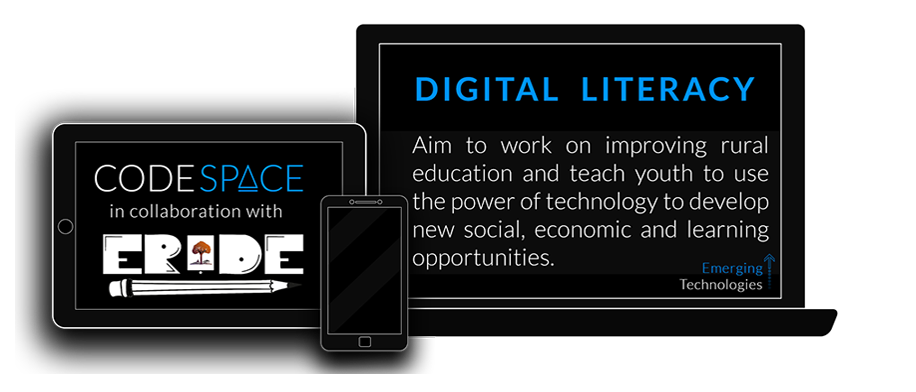 CODESPACE
in collaboration with
DIGITAL LITERACY
Aim to work on improving rural
education and teach youth to use
the power of technology to develop
new social, economic and learning
opportunities.
Emerging
Technologies